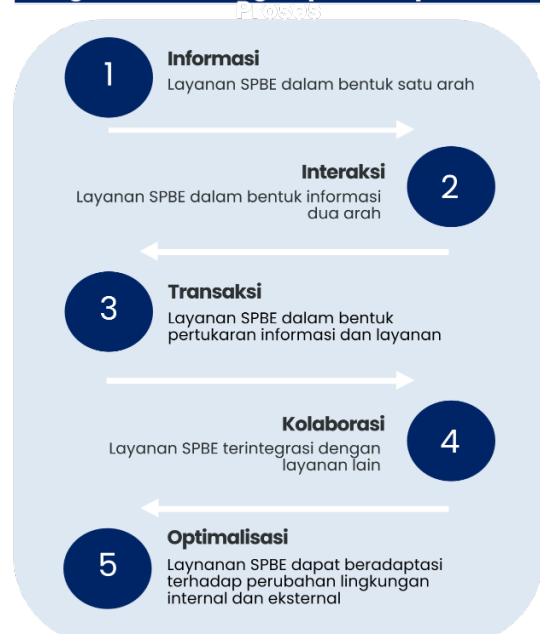 Proses
1
Informasi
Layanan SPBE dalam bentuk satu arah
Interaksi
2
Layanan SPBE dalam bentuk informasi
dua arah
3
Transaksi
Layanan SPBE dalam bentuk
pertukaran informasi dan layanan
Kolaborasi
4
Layanan SPBE terintegrasi dengan
layanan lain
5
Optimalisasi
Laynanan SPBE dapat beradaptasi
terhadap perubahan lingkungan
internal dan eksternal